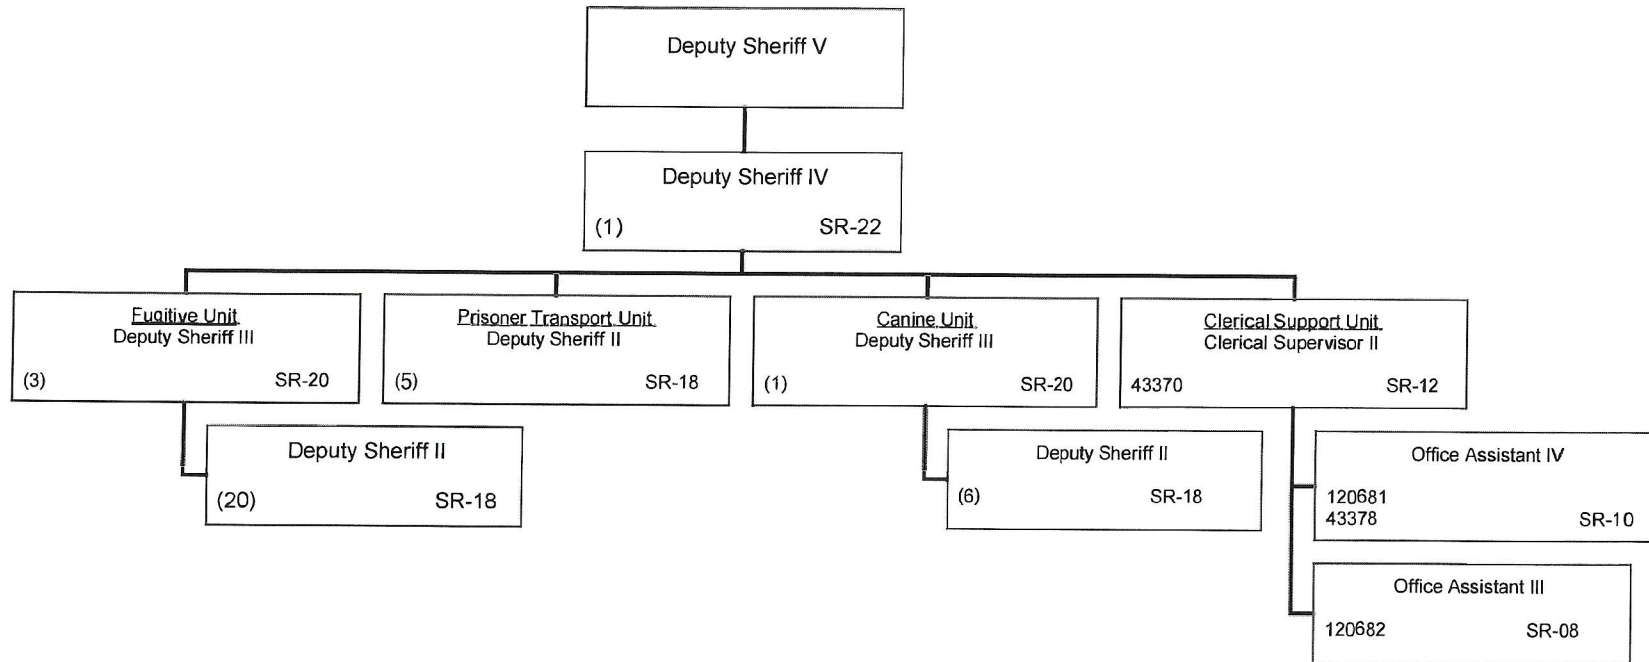 Deputy Sheriff V
Deputy Sheriff IV
(1) SR-22
Fugitive Unit
Deputy Sheriff III
(3) SR-20
Prisoner Transport Unit
Deputy Sheriff II
(5) SR-18
Canine Unit
Deputy Sheriff III
(1) SR-20
Clerical Support Unit
Clerical Supervisor II
43370 SR-12
Deputy Sheriff II
(20) SR-18
Deputy Sheriff II
(6) SR-18
Office Assistant IV
120681
43378 SR-10
Office Assistant III
120682 SR-08